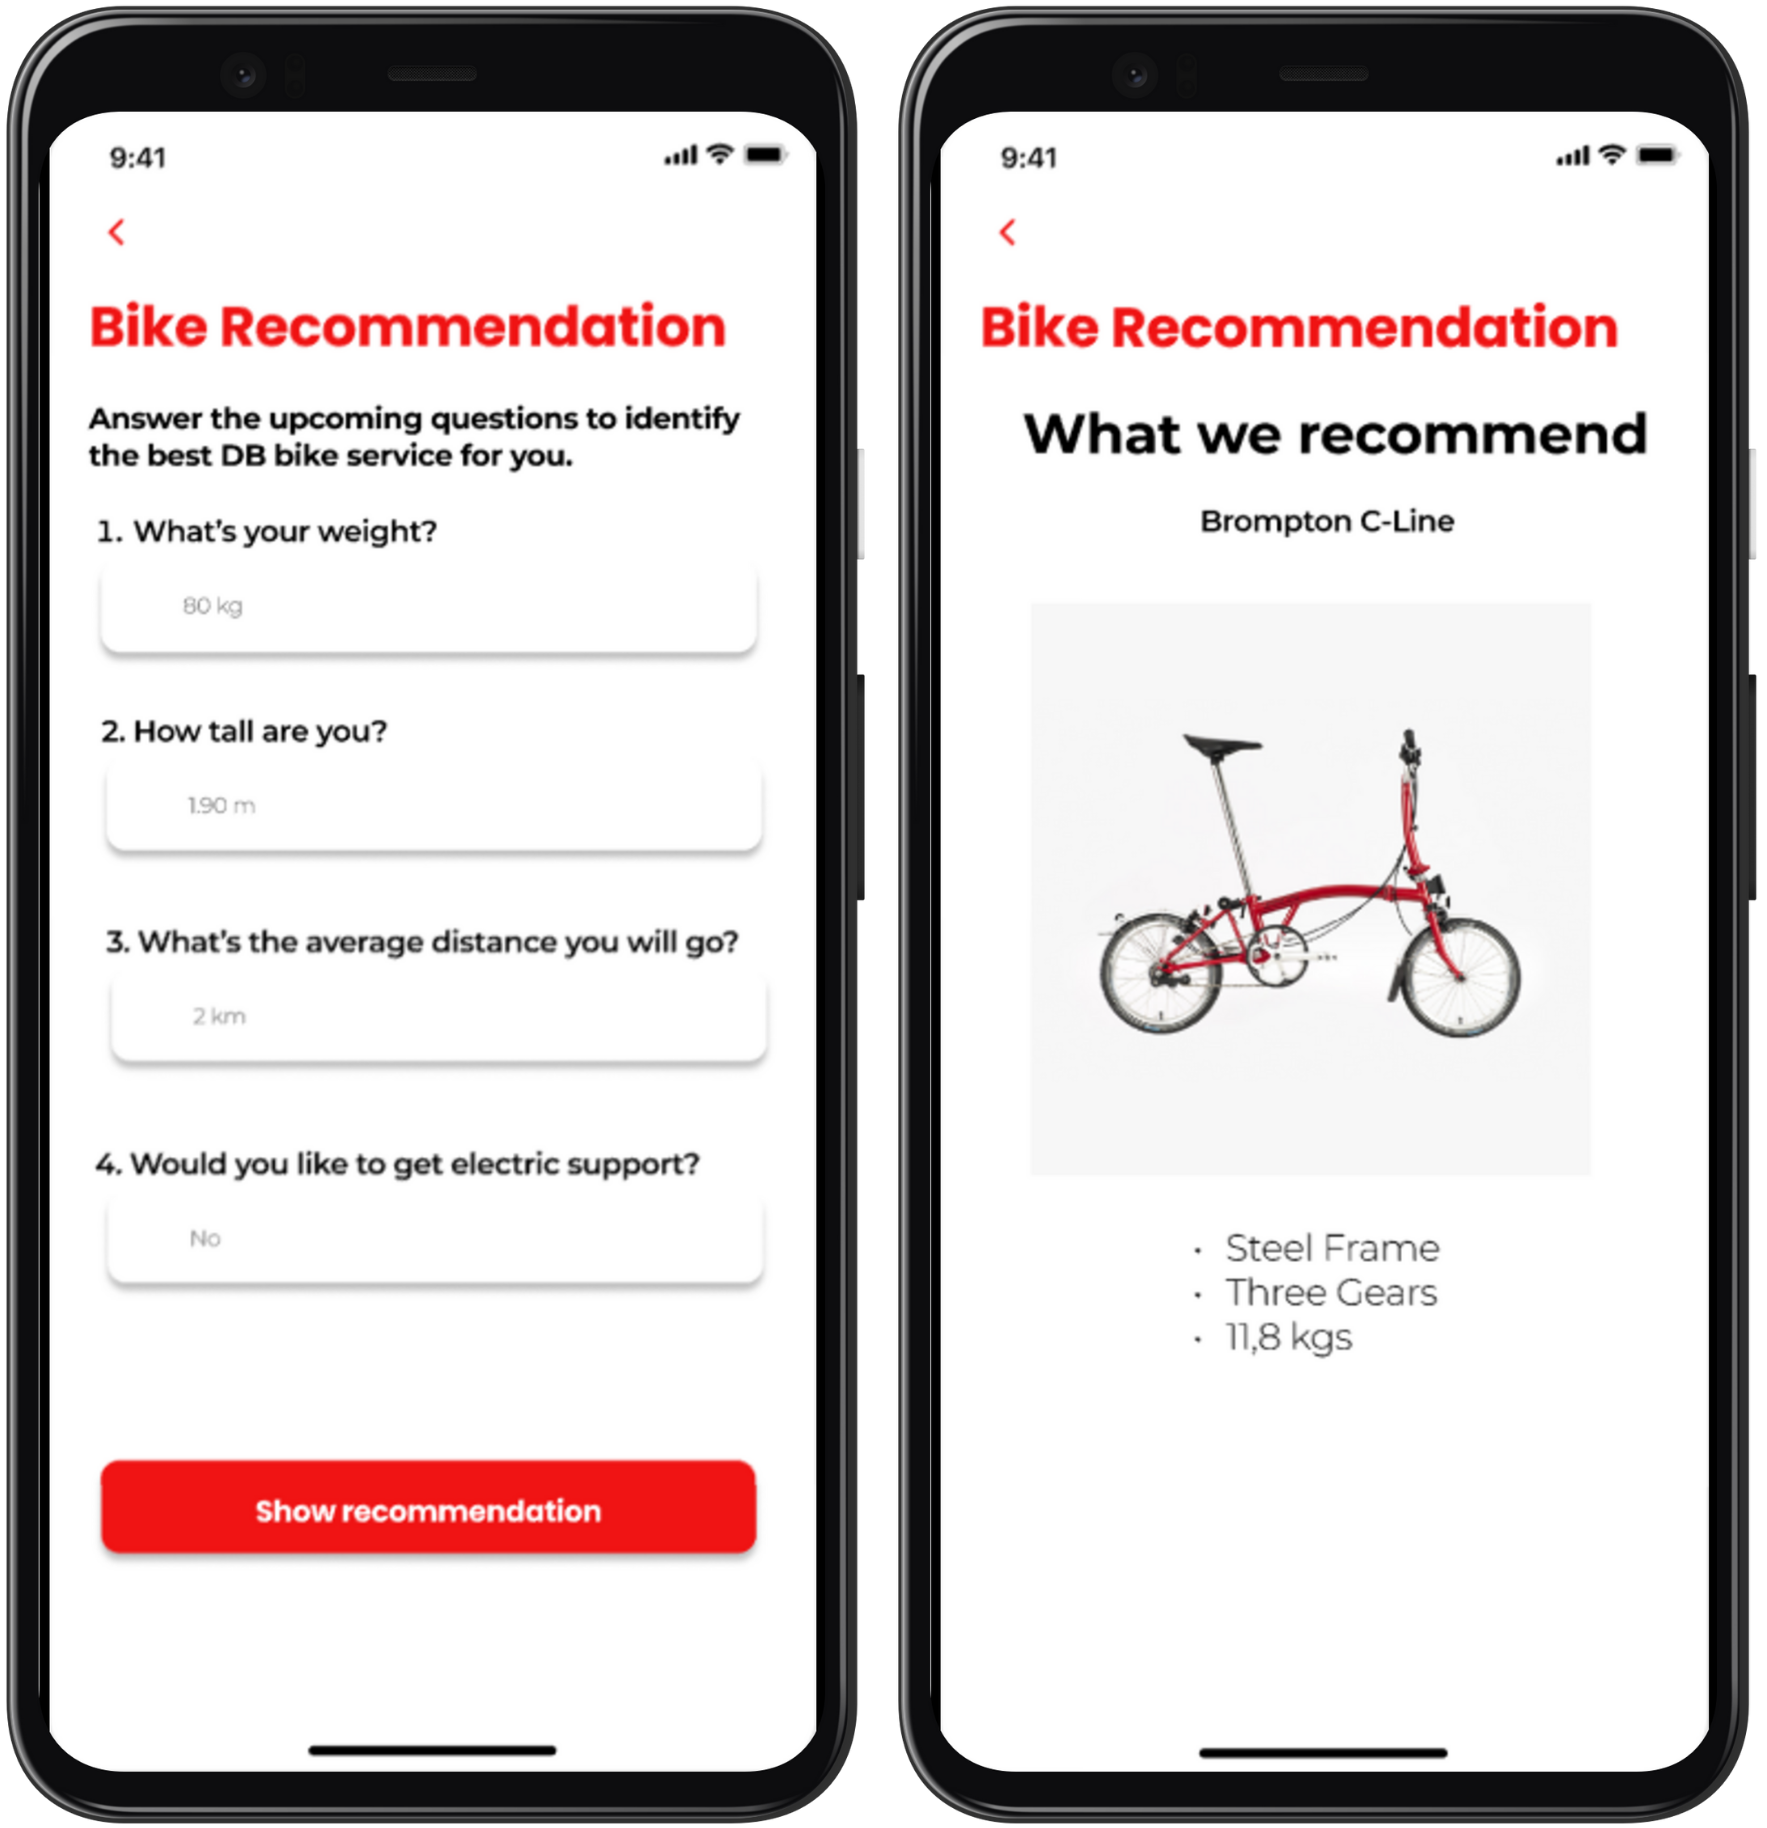 9:41
Bike Recommendation
Answer the upcoming questions to identify
the best DB bike service for you.
1. What's your weight?
80 kg
2. How tall are you?
1.90 m
3. What's the average distance you will go?
2 km
4. Would you like to get electric support?
No
Show recommendation
9:41
Bike Recommendation
What we recommend
Brompton C-Line
• Steel Frame
• Three Gears
• 11,8 kgs